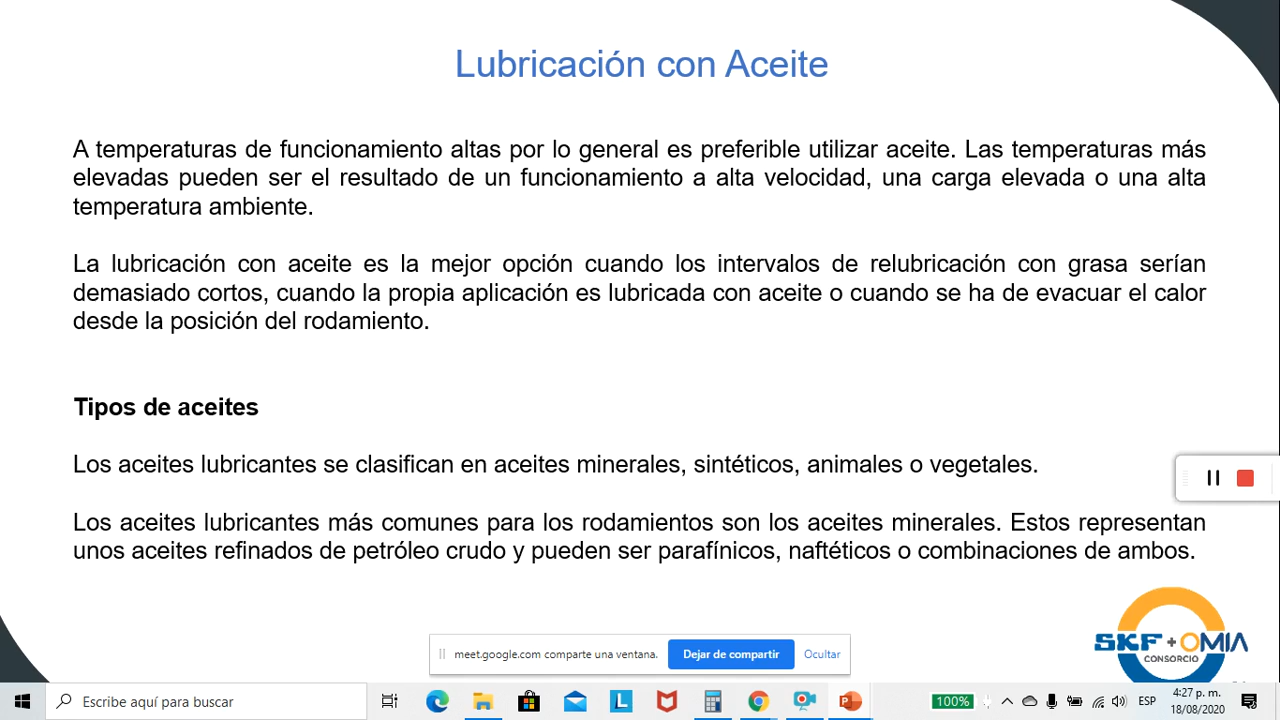 Lubricación con Aceite
A temperaturas de funcionamiento altas por lo general es preferible utilizar aceite. Las temperaturas más
elevadas pueden ser el resultado de un funcionamiento a alta velocidad, una carga elevada o una alta
temperatura ambiente.
La lubricación con aceite es la mejor opción cuando los intervalos de relubricación con grasa serían
demasiado cortos, cuando la propia aplicación es lubricada con aceite o cuando se ha de evacuar el calor
desde la posición del rodamiento.
Tipos de aceites
Los aceites lubricantes se clasifican en aceites minerales, sintéticos, animales o vegetales.
Los aceites lubricantes más comunes para los rodamientos son los aceites minerales. Estos representan
unos aceites refinados de petróleo crudo y pueden ser parafínicos, naftéticos o combinaciones de ambos.
SKF + OMIA
CONSORCIO
meet.google.com comparte una ventana. Dejar de compartir Ocultar
Escribe aquí para buscar
L
100%
ESP
4:27 p. m.
18/08/2020